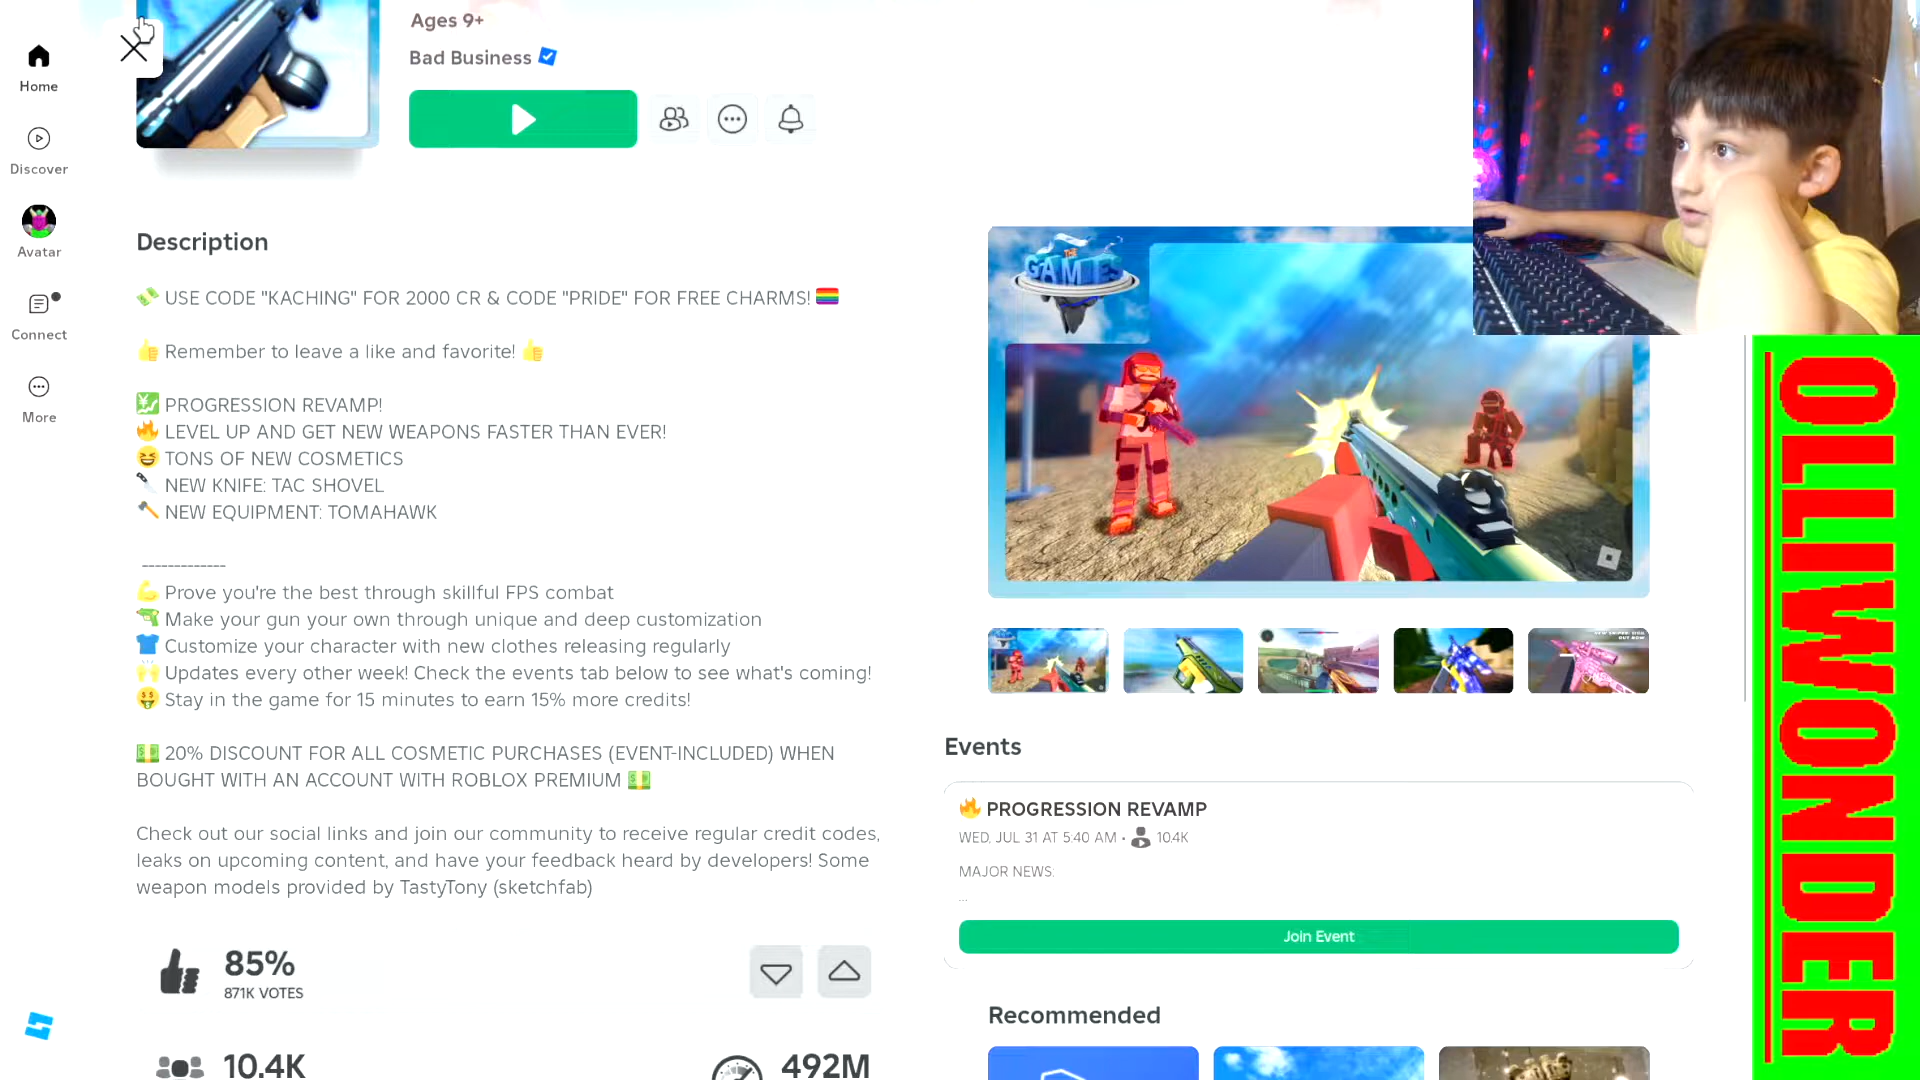 Ages 9+
Bad Business
Home
Discover
Avatar
Connect
More
Description
USE CODE "KACHING" FOR 2000 CR & CODE "PRIDE" FOR FREE CHARMS!
Remember to leave a like and favorite!
PROGRESSION REVAMP!
LEVEL UP AND GET NEW WEAPONS FASTER THAN EVER!
TONS OF NEW COSMETICS
NEW KNIFE: TAC SHOVEL
NEW EQUIPMENT: TOMAHAWK
-------------
Prove you're the best through skillful FPS combat
Make your gun your own through unique and deep customization
Customize your character with new clothes releasing regularly
Updates every other week! Check the events tab below to see what's coming!
Stay in the game for 15 minutes to earn 15% more credits!
20% DISCOUNT FOR ALL COSMETIC PURCHASES (EVENT-INCLUDED) WHEN
BOUGHT WITH AN ACCOUNT WITH ROBLOX PREMIUM
Check out our social links and join our community to receive regular credit codes,
leaks on upcoming content, and have your feedback heard by developers! Some
weapon models provided by TastyTony (sketchfab)
85%
871K VOTES
10.4K
492M
THE
GAMES
Events
PROGRESSION REVAMP
WED, JUL 31 AT 5:40 AM • 10.4K
MAJOR NEWS.
...
Join Event
Recommended
OLLIWONDER